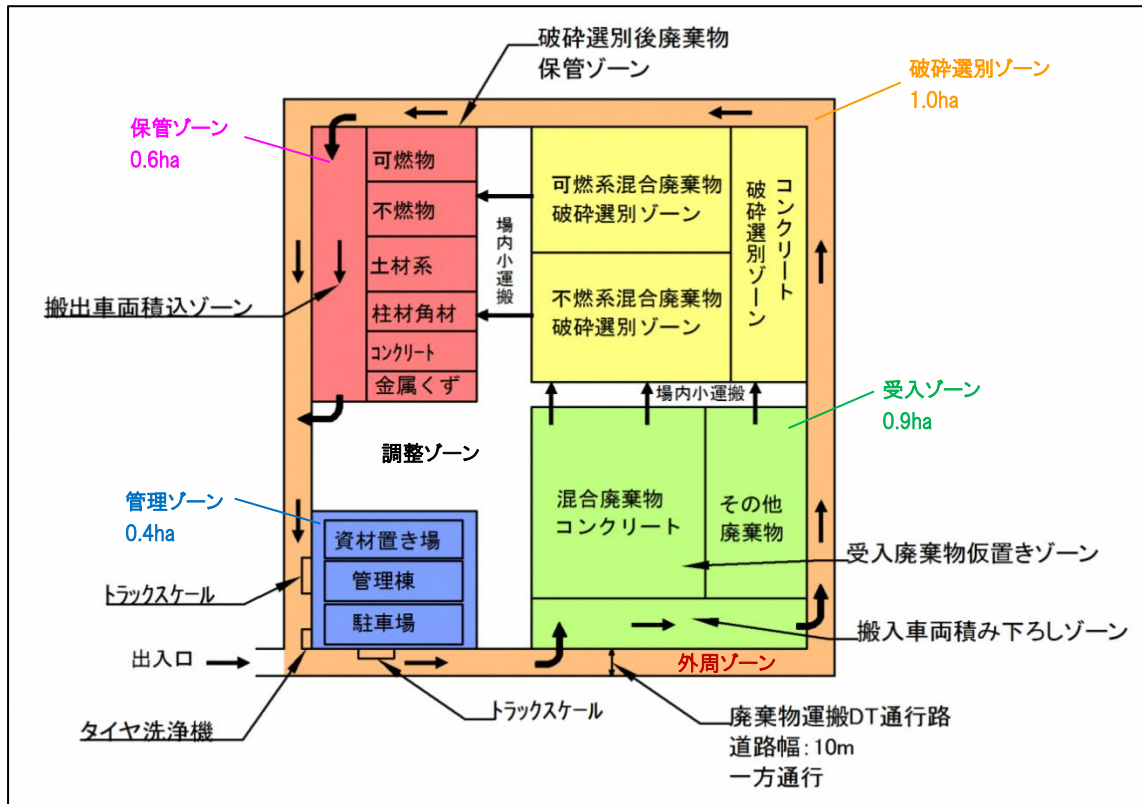 破砕選別後廃棄物
保管ゾーン
破砕選別ゾーン
1.0ha
保管ゾーン
0.6ha
可燃物
不燃物
土材系
柱材角材
コンクリート
金属くず
場内小運搬
可燃系混合廃棄物
破砕選別ゾーン
不燃系混合廃棄物
破砕選別ゾーン
コンクリート
破砕選別ゾーン
搬出車両積込ゾーン
場内小運搬
受入ゾーン
0.9ha
調整ゾーン
管理ゾーン
0.4ha
混合廃棄物
コンクリート
その他
廃棄物
資材置き場
管理棟
駐車場
受入廃棄物仮置きゾーン
トラックスケール
搬入車両積み下ろしゾーン
出入口
外周ゾーン
タイヤ洗浄機
トラックスケール
廃棄物運搬DT通行路
道路幅:10m
一方通行